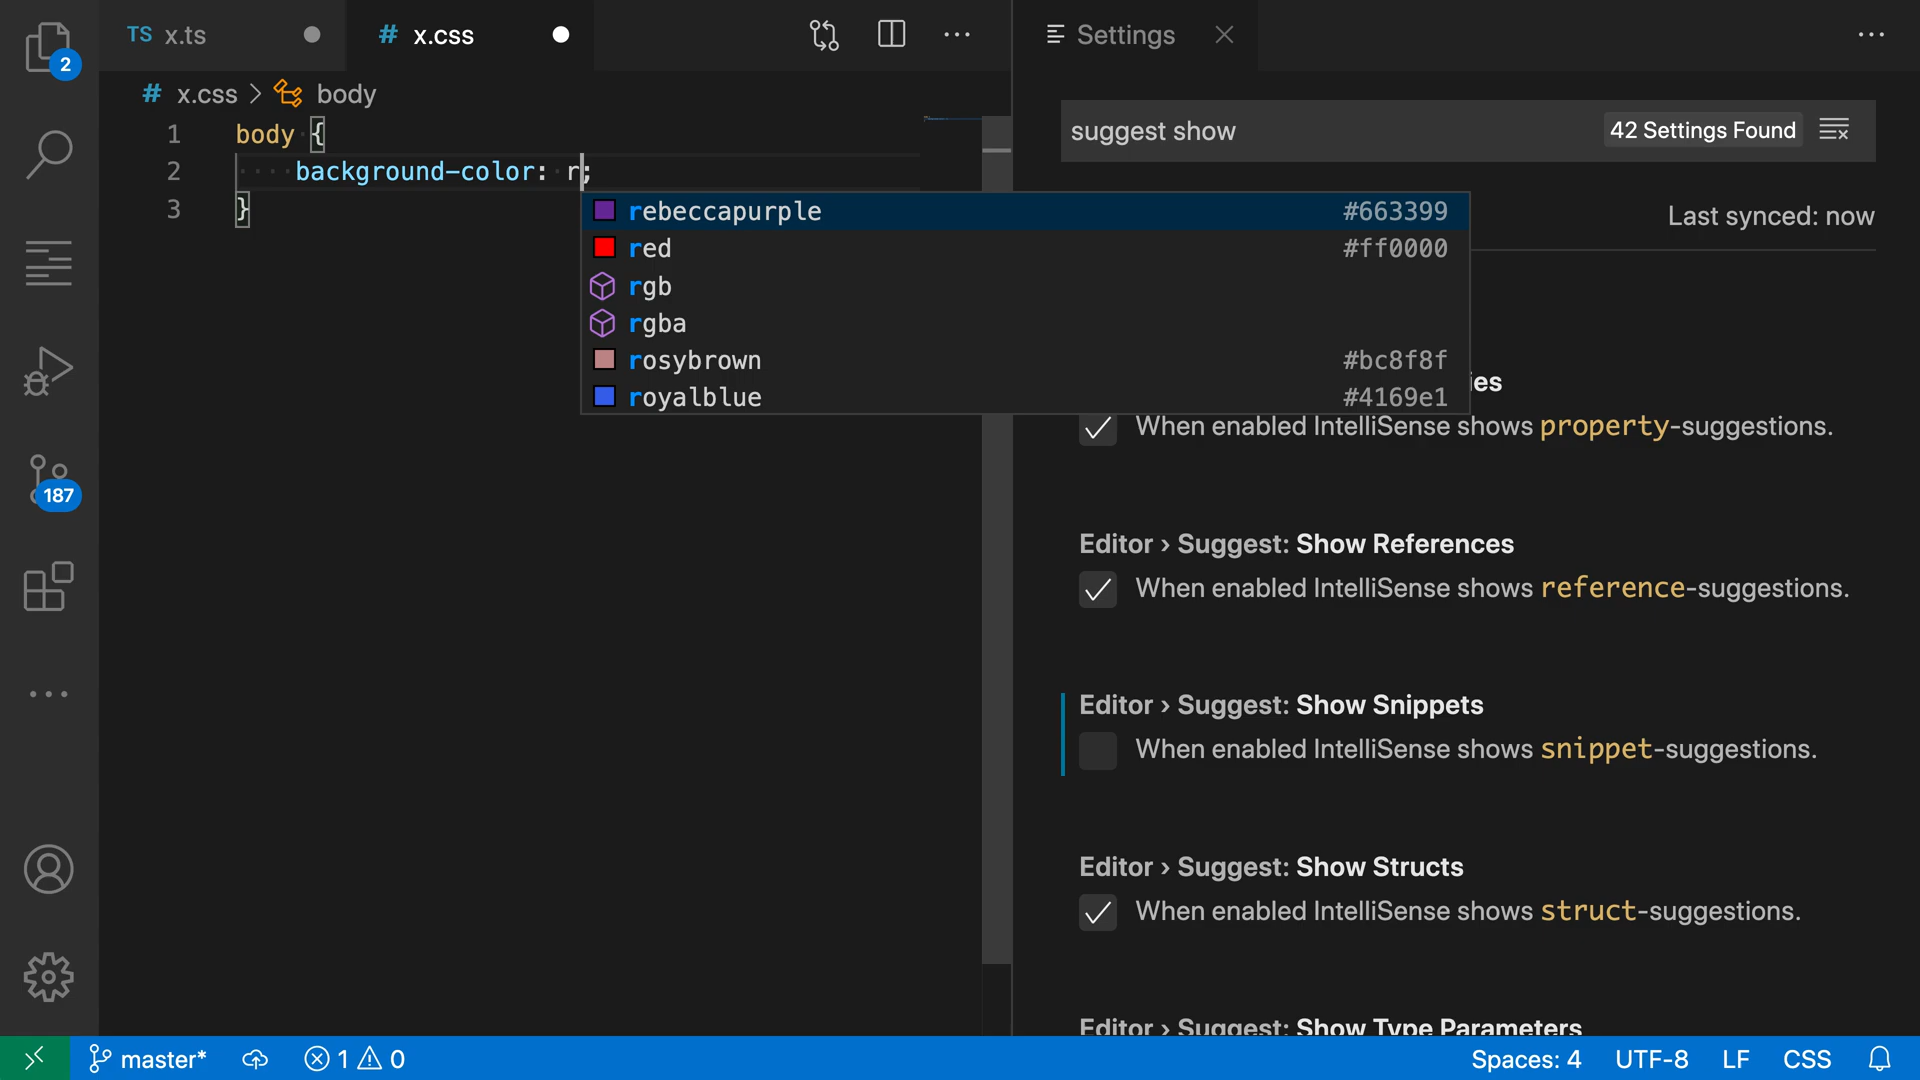 2
187
TS x.ts
# x.css
# x.css > body
1 body {
2 background-color: r;
3 }
rebeccapurple #663399
red #ff0000
rgb
rgba
rosybrown #bc8f8f
royalblue #4169e1
Settings
suggest show
42 Settings Found
Last synced: now
ies
When enabled IntelliSense shows property-suggestions.
Editor › Suggest: Show References
When enabled IntelliSense shows reference-suggestions.
Editor › Suggest: Show Snippets
When enabled IntelliSense shows snippet-suggestions.
Editor › Suggest: Show Structs
When enabled IntelliSense shows struct-suggestions.
Editor › Suggest: Show Type Parameters
master* 1 0 Spaces: 4 UTF-8 LF CSS